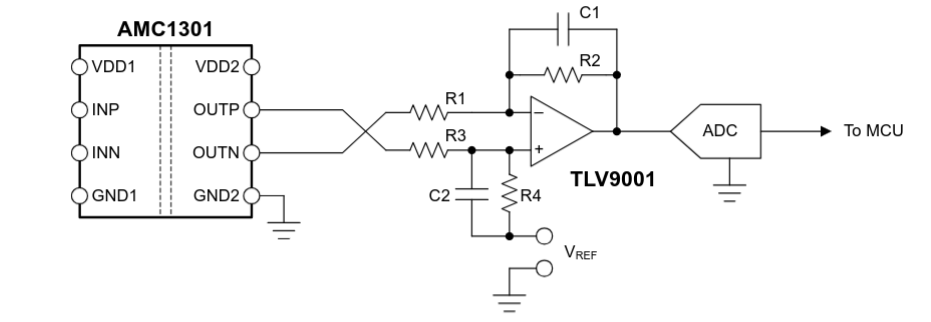 AMC1301
VDD1
VDD2
INP
OUTP
INN
OUTN
GND1
GND2
R1
R3
C1
R2
−
+
TLV9001
C2
R4
VREF
ADC
To MCU